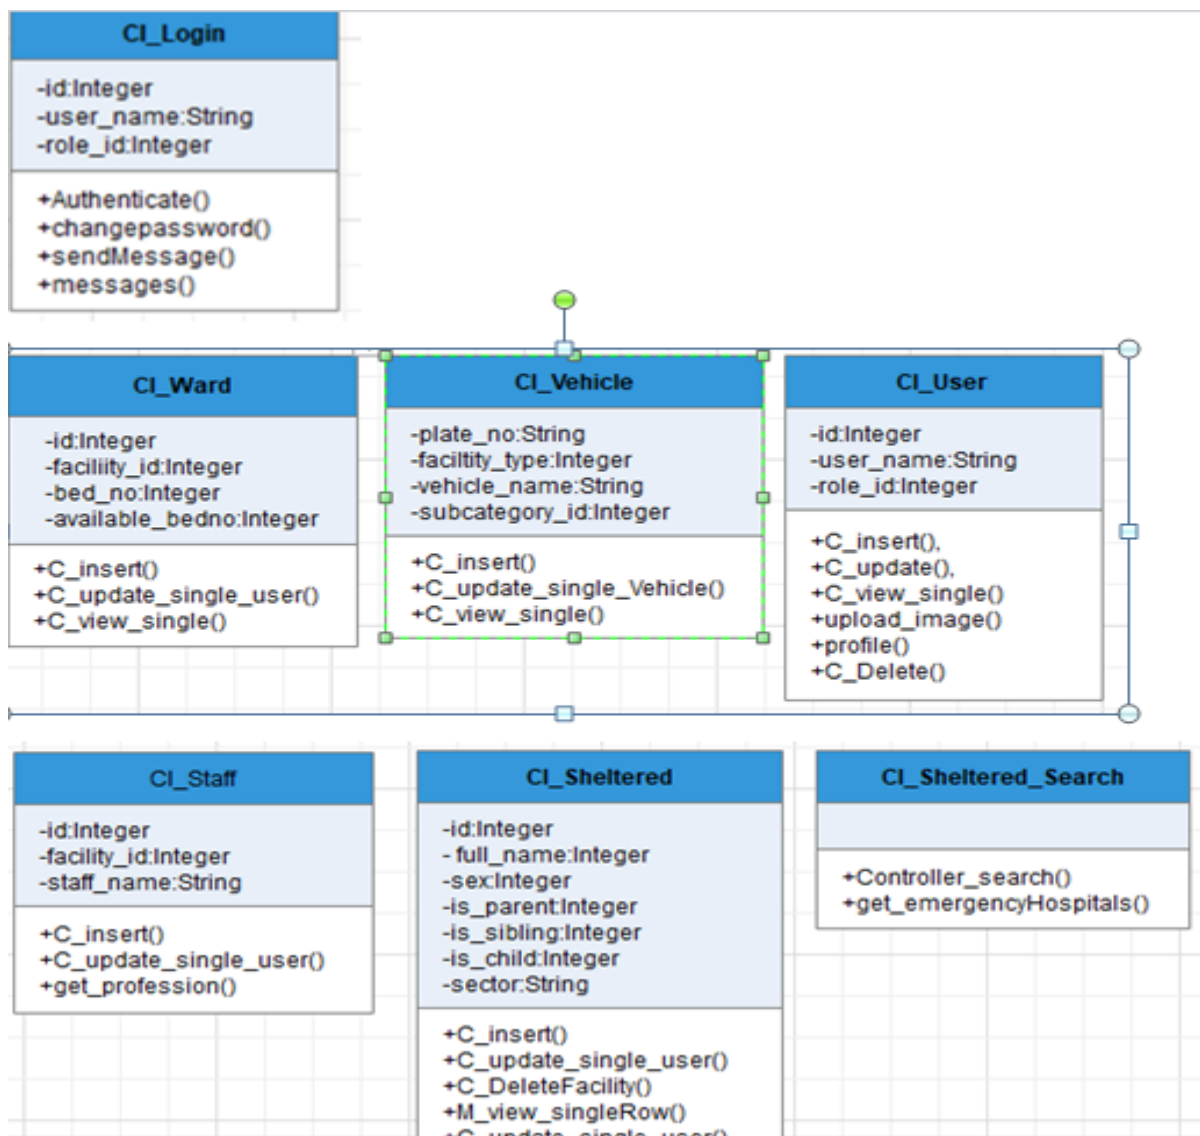 CI_Login
-id:Integer
-user_name:String
-role_id:Integer
+Authenticate()
+changepassword()
+sendMessage()
+messages()
CI_Ward
-id:Integer
-faciliity_id:Integer
-bed_no:Integer
-available_bedno:Integer
+C_insert()
+C_update_single_user()
+C_view_single()
CI_Vehicle
-plate_no:String
-faciltity_type:Integer
-vehicle_name:String
-subcategory_id:Integer
+C_insert()
+C_update_single_Vehicle()
+C_view_single()
CI_User
-id:Integer
-user_name:String
-role_id:Integer
+C_insert(),
+C_update(),
+C_view_single()
+upload_image()
+profile()
+C_Delete()
CI_Staff
-id:Integer
-facility_id:Integer
-staff_name:String
+C_insert()
+C_update_single_user()
+get_profession()
CI_Sheltered
-id:Integer
- full_name:Integer
-sex:Integer
-is_parent:Integer
-is_sibling:Integer
-is_child:Integer
-sector:String
+C_insert()
+C_update_single_user()
+C_DeleteFacility()
+M_view_singleRow()
+C_update_single_user()
CI_Sheltered_Search
+Controller_search()
+get_emergencyHospitals()